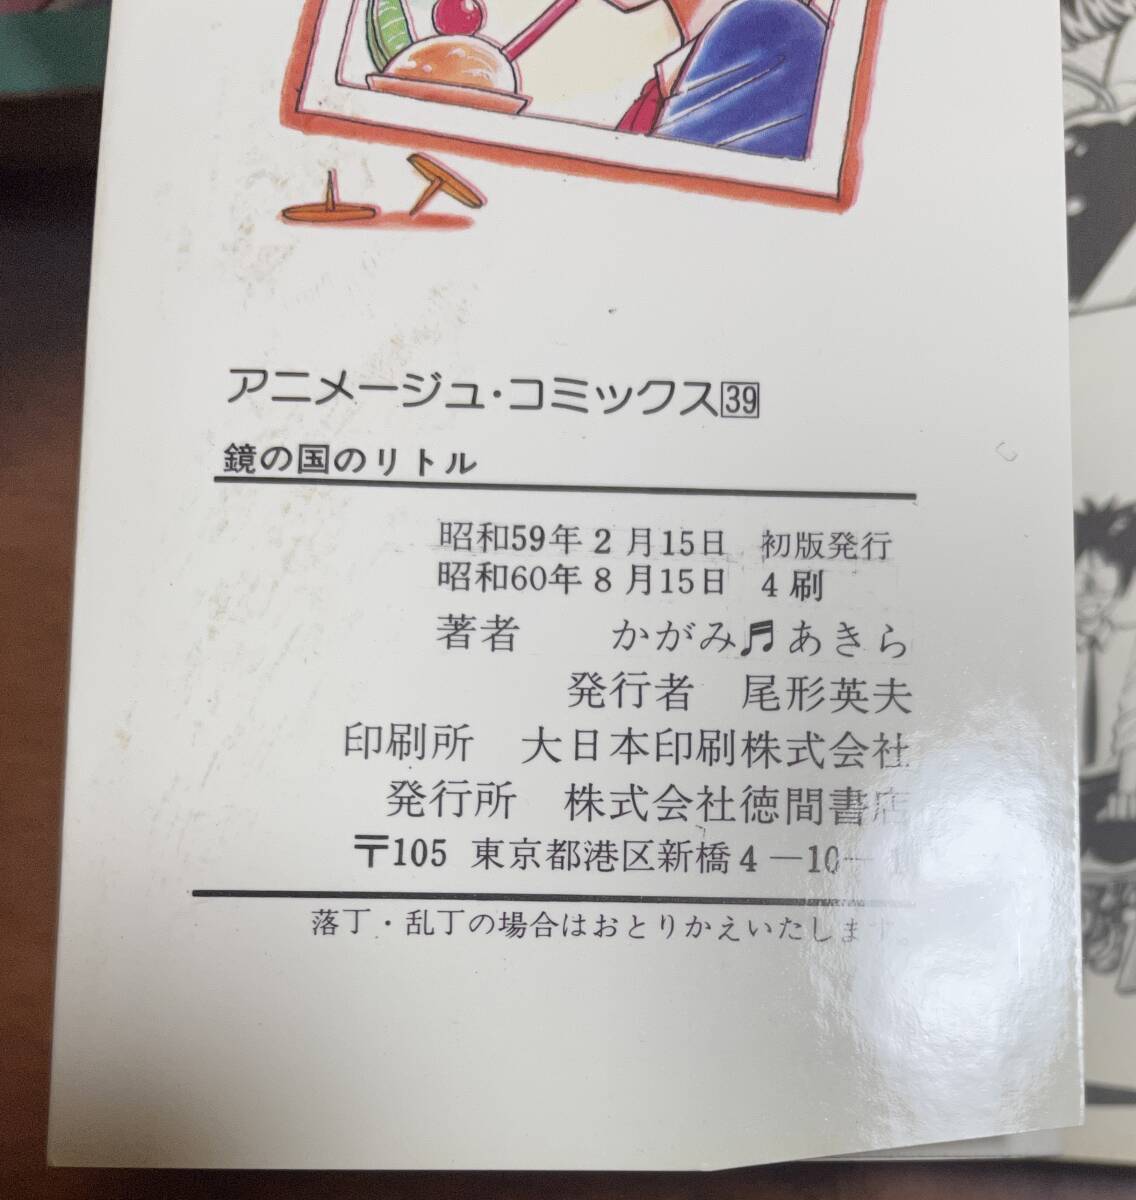 アニメージュ・コミックス39
鏡の国のリトル
昭和59年2月15日 初版発行
昭和60年8月15日 4刷
著者 かがみ♬あきら
発行者 尾形英夫
印刷所 大日本印刷株式会社
発行所 株式会社徳間書店
〒105 東京都港区新橋4―10―1
落丁・乱丁の場合はおとりかえいたします。